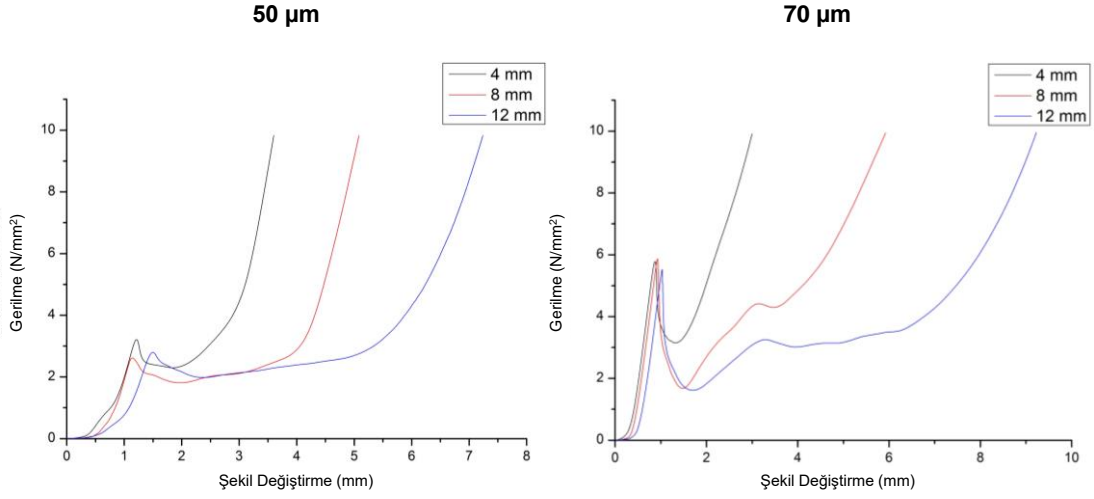 50 µm
4 mm
8 mm
12 mm
10
8
6
4
2
0
Gerilme (N/mm²)
0 1 2 3 4 5 6 7 8
Şekil Değiştirme (mm)
70 µm
4 mm
8 mm
12 mm
10
8
6
4
2
0
Gerilme (N/mm²)
0 2 4 6 8 10
Şekil Değiştirme (mm)